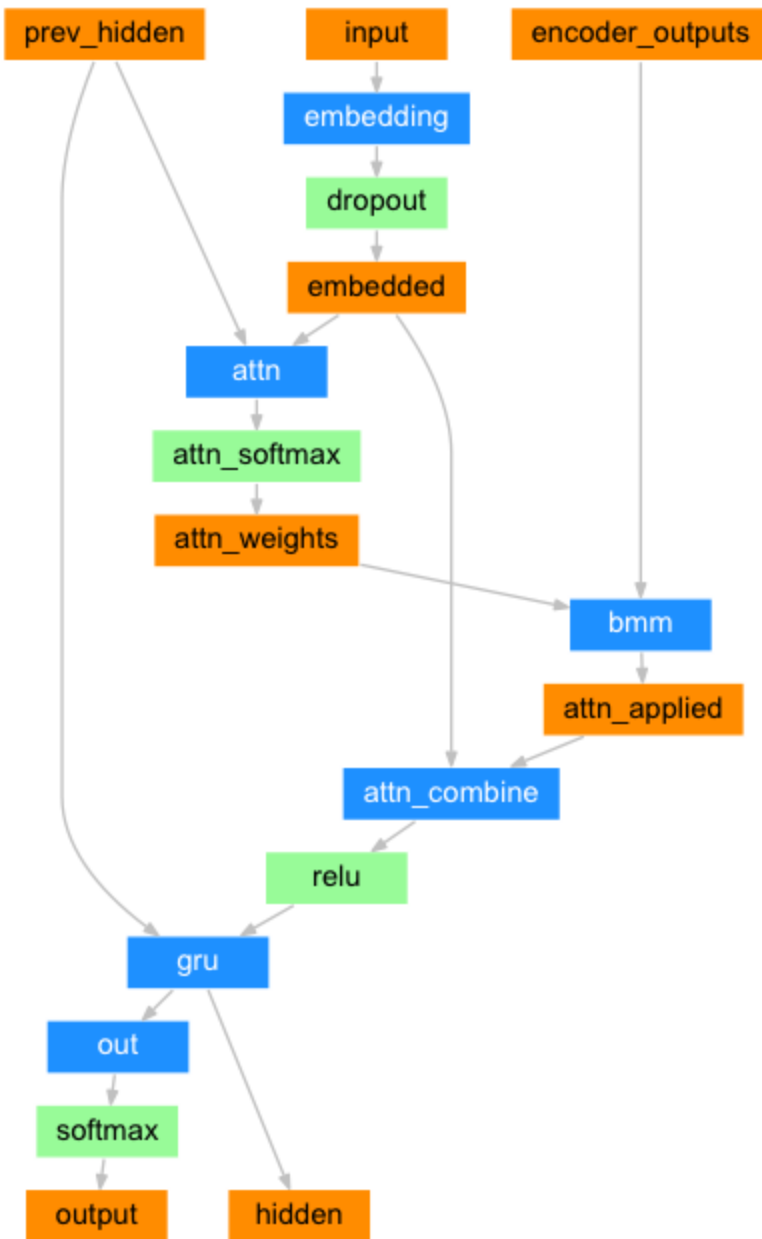 prev_hidden
input
encoder_outputs
embedding
dropout
embedded
attn
attn_softmax
attn_weights
bmm
attn_applied
attn_combine
relu
gru
out
softmax
output
hidden